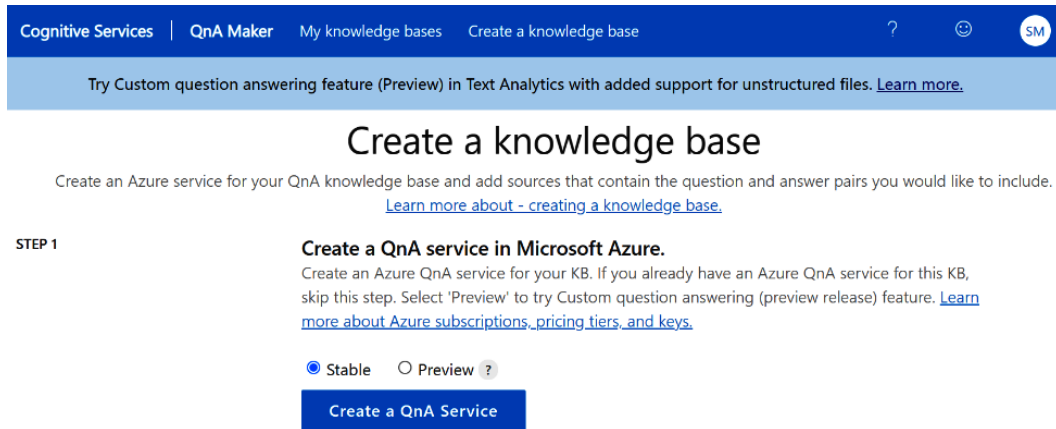 Cognitive Services | QnA Maker My knowledge bases Create a knowledge base ? SM
Try Custom question answering feature (Preview) in Text Analytics with added support for unstructured files. Learn more.
Create a knowledge base
Create an Azure service for your QnA knowledge base and add sources that contain the question and answer pairs you would like to include.
Learn more about - creating a knowledge base.
STEP 1
Create a QnA service in Microsoft Azure.
Create an Azure QnA service for your KB. If you already have an Azure QnA service for this KB,
skip this step. Select 'Preview' to try Custom question answering (preview release) feature. Learn
more about Azure subscriptions, pricing tiers, and keys.
Stable Preview ?
Create a QnA Service